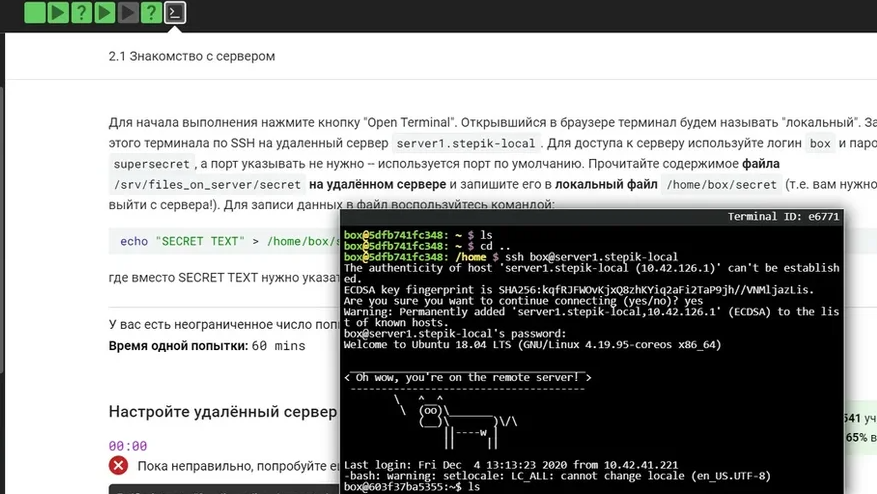 2.1 Знакомство с сервером
Для начала выполнения нажмите кнопку "Open Terminal". Открывшийся в браузере терминал будем называть "локальный".
этого терминала по SSH на удаленный сервер server1.stepik-local . Для доступа к серверу используйте логин box и
supersecret , а порт указывать не нужно -- используется порт по умолчанию. Прочитайте содержимое файла
/srv/files_on_server/secret на удалённом сервере и запишите его в локальный файл /home/box/secret (т.е. вам нужно
выйти с сервера!). Для записи данных в файл воспользуйтесь командой:
echo "SECRET TEXT" > /home/box/
где вместо SECRET TEXT нужно
У вас есть неограниченное число
Время одной попытки: 60 mins
Настройте удалённый сервер
00:00
Пока неправильно, попробуйте
Terminal ID: e6771
box@5dfb741fc348: ~ $ ls
box@5dfb741fc348: ~ $ cd ..
box@5dfb741fc348: /home $ ssh box@server1.stepik-local
The authenticity of host 'server1.stepik-local (10.42.126.1)' can't be establish
ed.
ECDSA key fingerprint is SHA256:kqfRJFWOvKjxQ8zhKYiq2aFi2TaP9jh//VNMljazLis.
Are you sure you want to continue connecting (yes/no)? yes
Warning: Permanently added 'server1.stepik-local,10.42.126.1' (ECDSA) to the lis
t of known hosts.
box@server1.stepik-local's password:
Welcome to Ubuntu 18.04 LTS (GNU/Linux 4.19.95-coreos x86_64)
< Oh wow, you're on the remote server! >
Last login: Fri Dec 4 13:13:23 2020 from 10.42.41.221
-bash: warning: setlocale: LC_ALL: cannot change locale (en_US.UTF-8)
box@603f37ba5355:~$ ls
541 уч
65% в